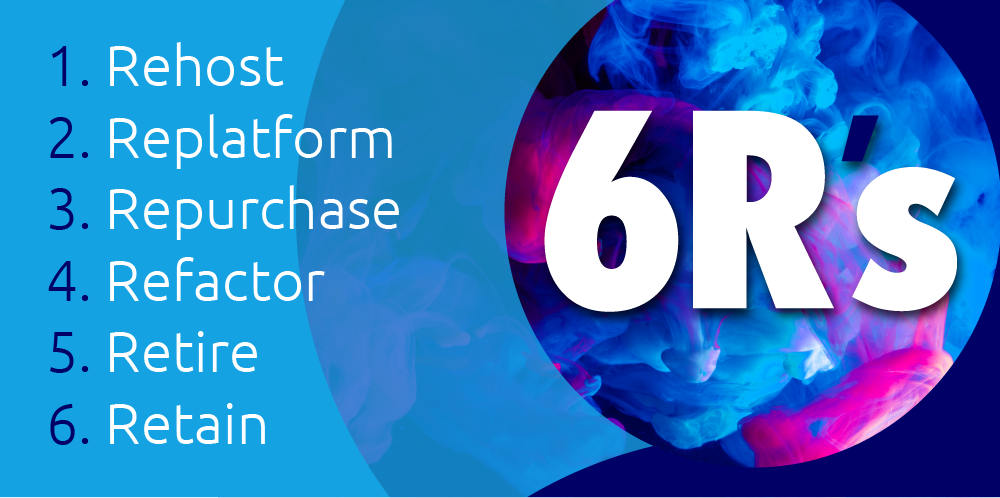 1. Rehost
2. Replatform
3. Repurchase
4. Refactor
5. Retire
6. Retain
6R's